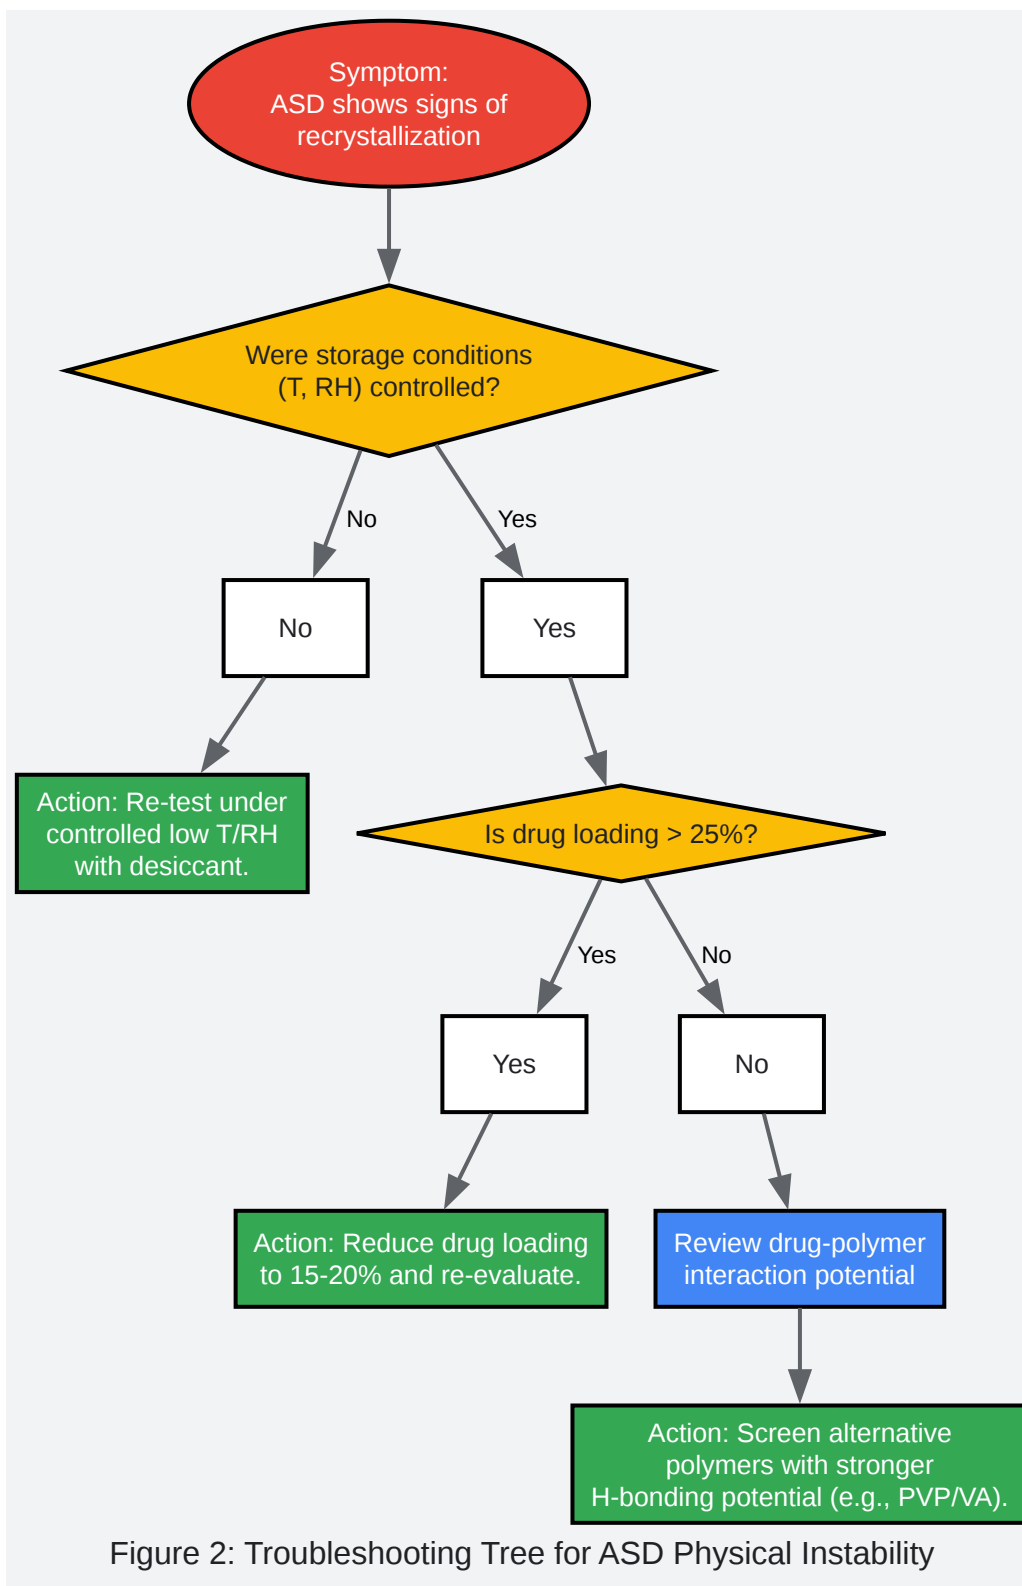 Symptom:
ASD shows signs of
recrystallization
Were storage conditions
(T, RH) controlled?
No
Yes
No
Yes
Action: Re-test under
controlled low T/RH
with desiccant.
Is drug loading > 25%?
Yes
No
Yes
No
Action: Reduce drug loading
to 15-20% and re-evaluate.
Review drug-polymer
interaction potential
Action: Screen alternative
polymers with stronger
H-bonding potential (e.g., PVP/VA).
Figure 2: Troubleshooting Tree for ASD Physical Instability